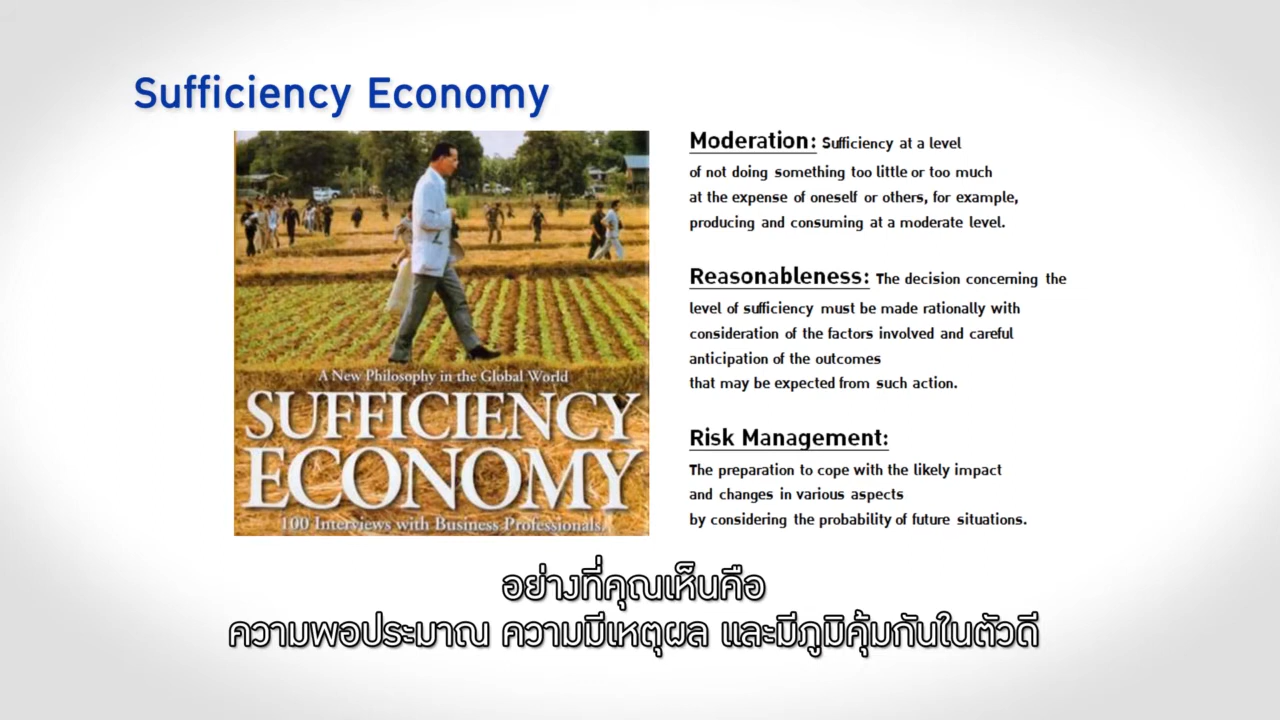 Sufficiency Economy
A New Philosophy in the Global World
SUFFICIENCY
ECONOMY
100 Interviews with Business Professionals
Moderation: Sufficiency at a level
of not doing something too little or too much
at the expense of oneself or others, for example,
producing and consuming at a moderate level.
Reasonableness: The decision concerning the
level of sufficiency must be made rationally with
consideration of the factors involved and careful
anticipation of the outcomes
that may be expected from such action.
Risk Management:
The preparation to cope with the likely impact
and changes in various aspects
by considering the probability of future situations.
อย่างที่คุณเห็นคือ
ความพอประมาณ ความมีเหตุผล และมีภูมิคุ้มกันในตัวดี